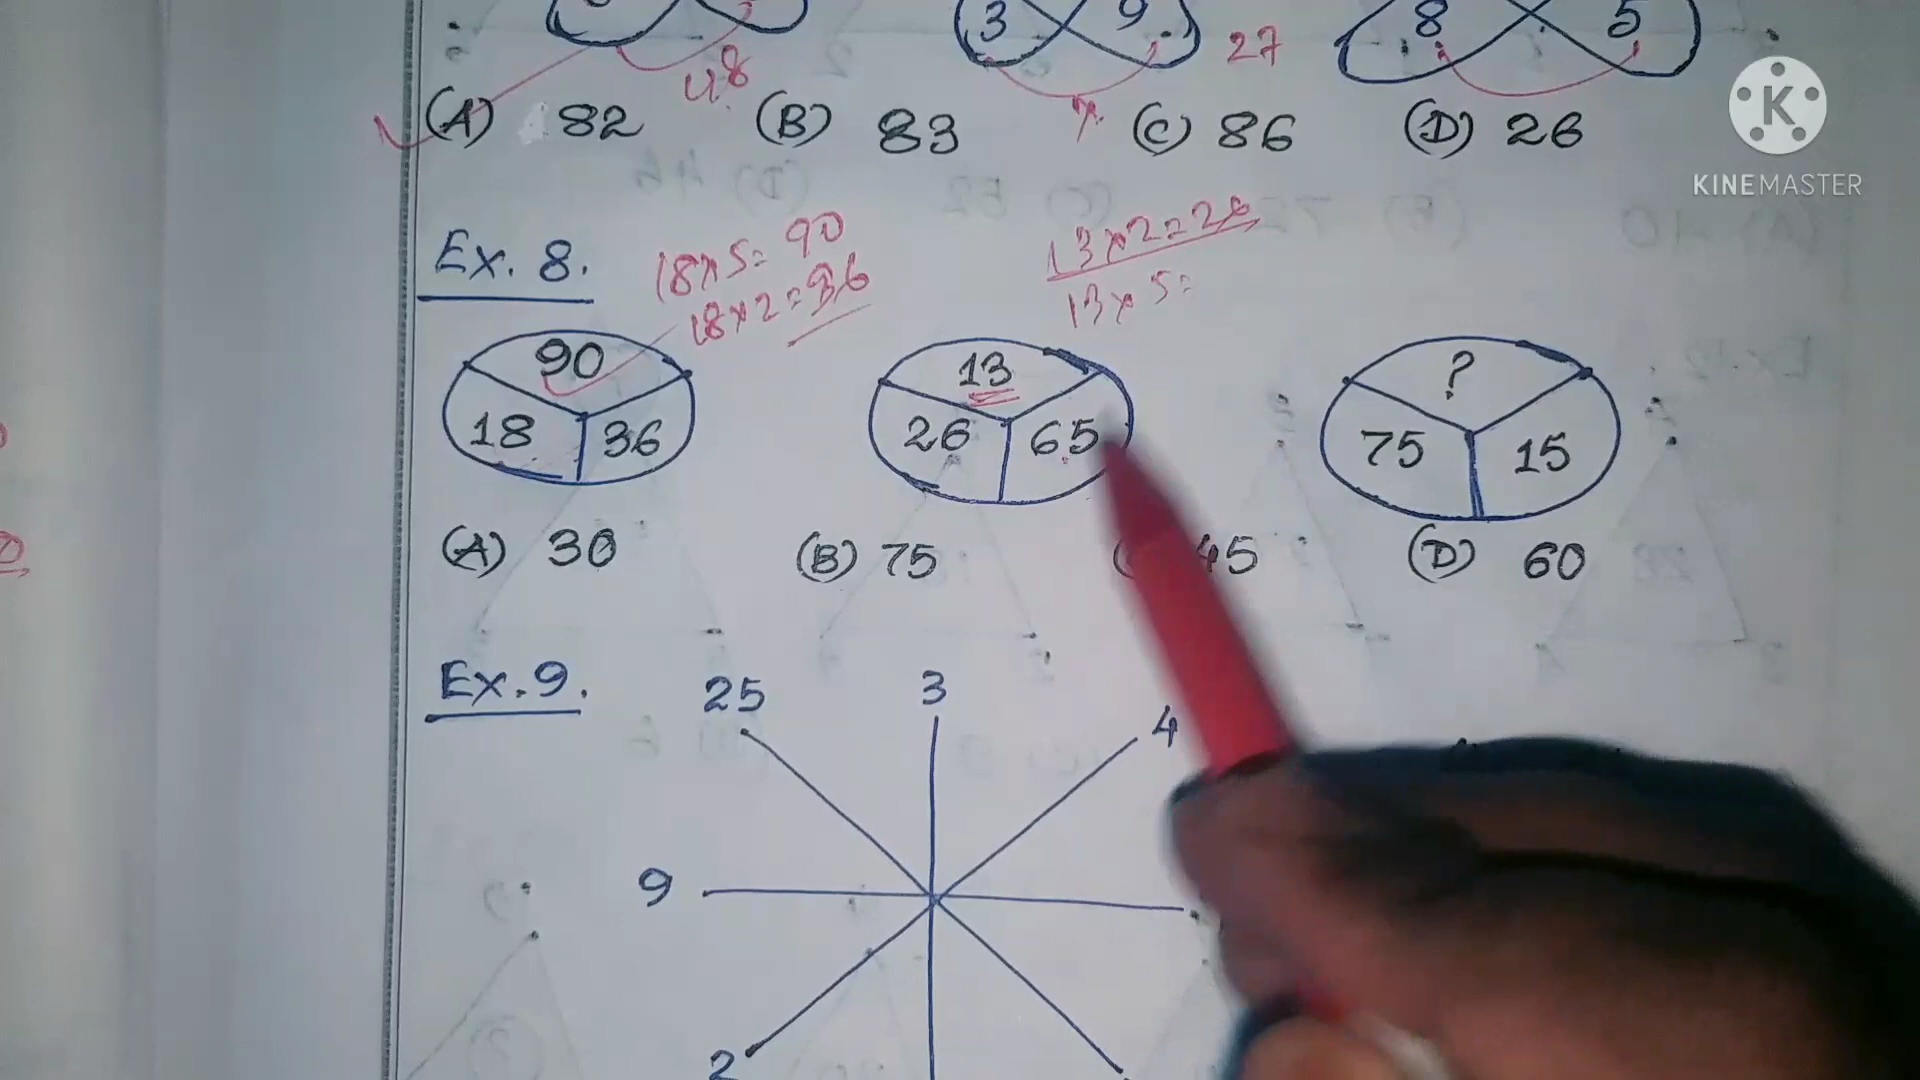 3 9 27 8 5
48
(A) 82 (B) 83 (C) 86 (D) 26
KINEMASTER
Ex. 8. 18×5=90 13×2=26
18×2=36 13×5=
90 13 ?
18 36 26 65 75 15
(A) 30 (B) 75 45 (D) 60
Ex. 9. 25 3 4
9
2